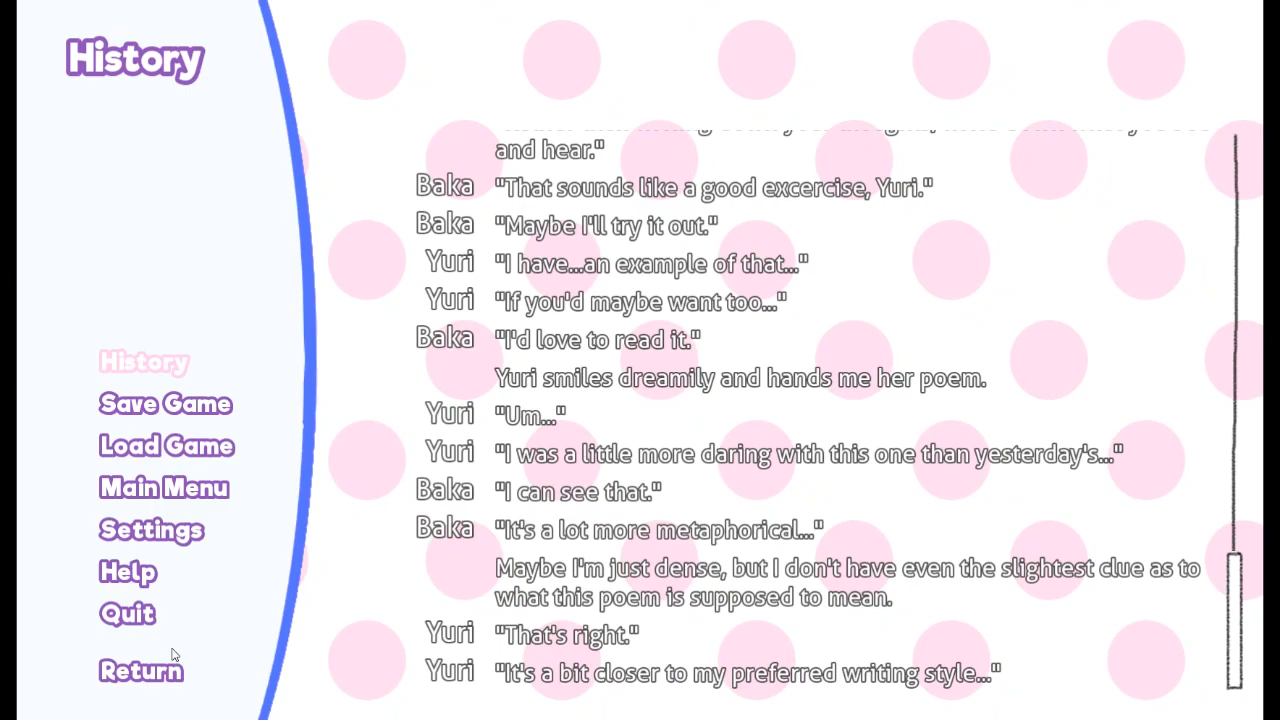 History
and hear."
Baka "That sounds like a good excercise, Yuri."
Baka "Maybe I'll try it out."
Yuri "I have...an example of that..."
Yuri "If you'd maybe want too..."
Baka "I'd love to read it."
Yuri smiles dreamily and hands me her poem.
Yuri "Um..."
Yuri "I was a little more daring with this one than yesterday's..."
Baka "I can see that."
Baka "It's a lot more metaphorical..."
Maybe I'm just dense, but I don't have even the slightest clue as to
what this poem is supposed to mean.
Yuri "That's right."
Yuri "It's a bit closer to my preferred writing style..."
History
Save Game
Load Game
Main Menu
Settings
Help
Quit
Return